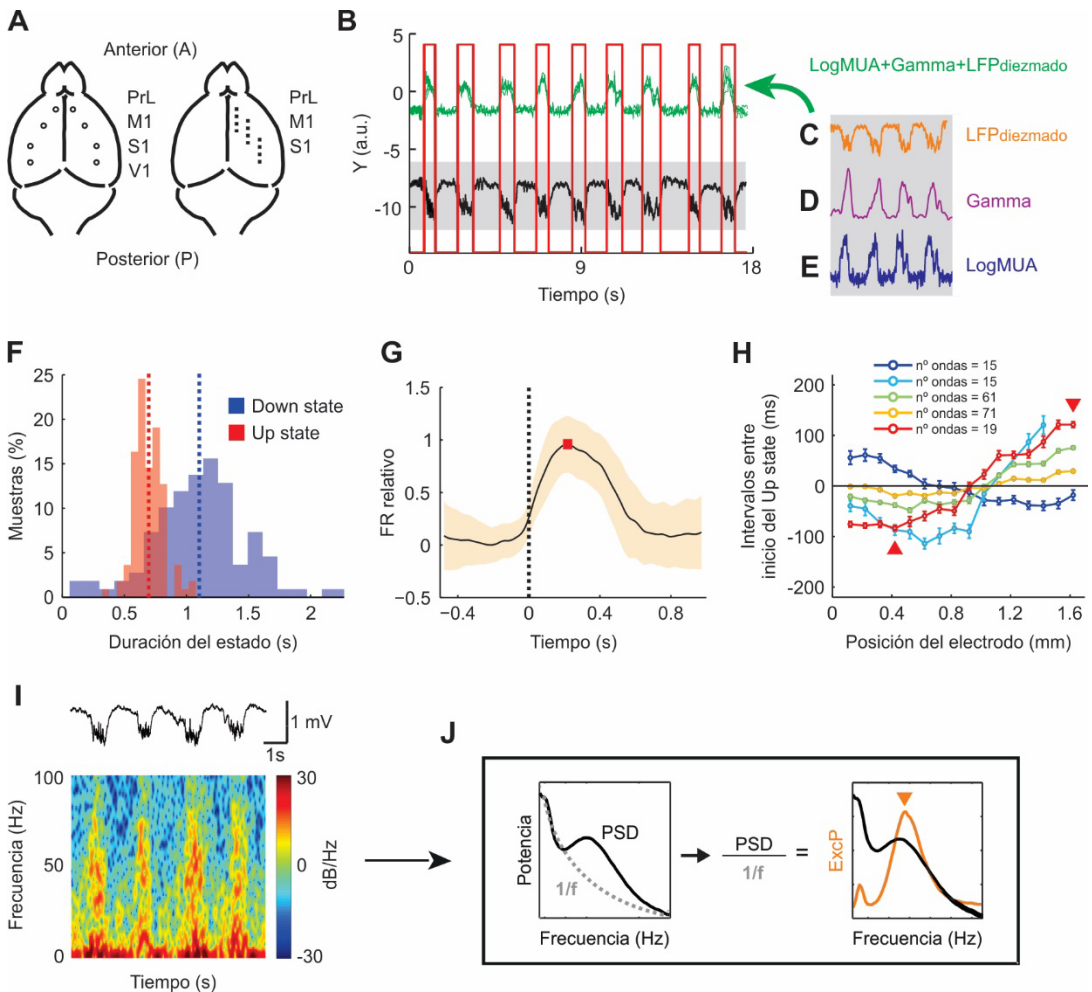 A
Anterior (A)
PrL
M1
S1
V1
PrL
M1
S1
Posterior (P)
B
5
0
-5
-10
Y (a.u.)
0
9
18
Tiempo (s)
LogMUA+Gamma+LFPdiezmado
C
LFPdiezmado
D
Gamma
E
LogMUA
F
25
20
15
10
5
0
Muestras (%)
Down state
Up state
0
0.5
1
1.5
2
Duración del estado (s)
G
1.5
1.0
0.5
0
−0.5
FR relativo
−0.4
0
0.4
0.8
Tiempo (s)
H
nº ondas = 15
nº ondas = 15
nº ondas = 61
nº ondas = 71
nº ondas = 19
200
100
0
-100
-200
Intervalos entre
inicio del Up state (ms)
0
0.4
0.8
1.2
1.6
Posición del electrodo (mm)
I
1 mV
1s
100
50
0
Frecuencia (Hz)
Tiempo (s)
30
0
-30
dB/Hz
J
Potencia
PSD
1/f
Frecuencia (Hz)
PSD
1/f
=
ExcP
Frecuencia (Hz)